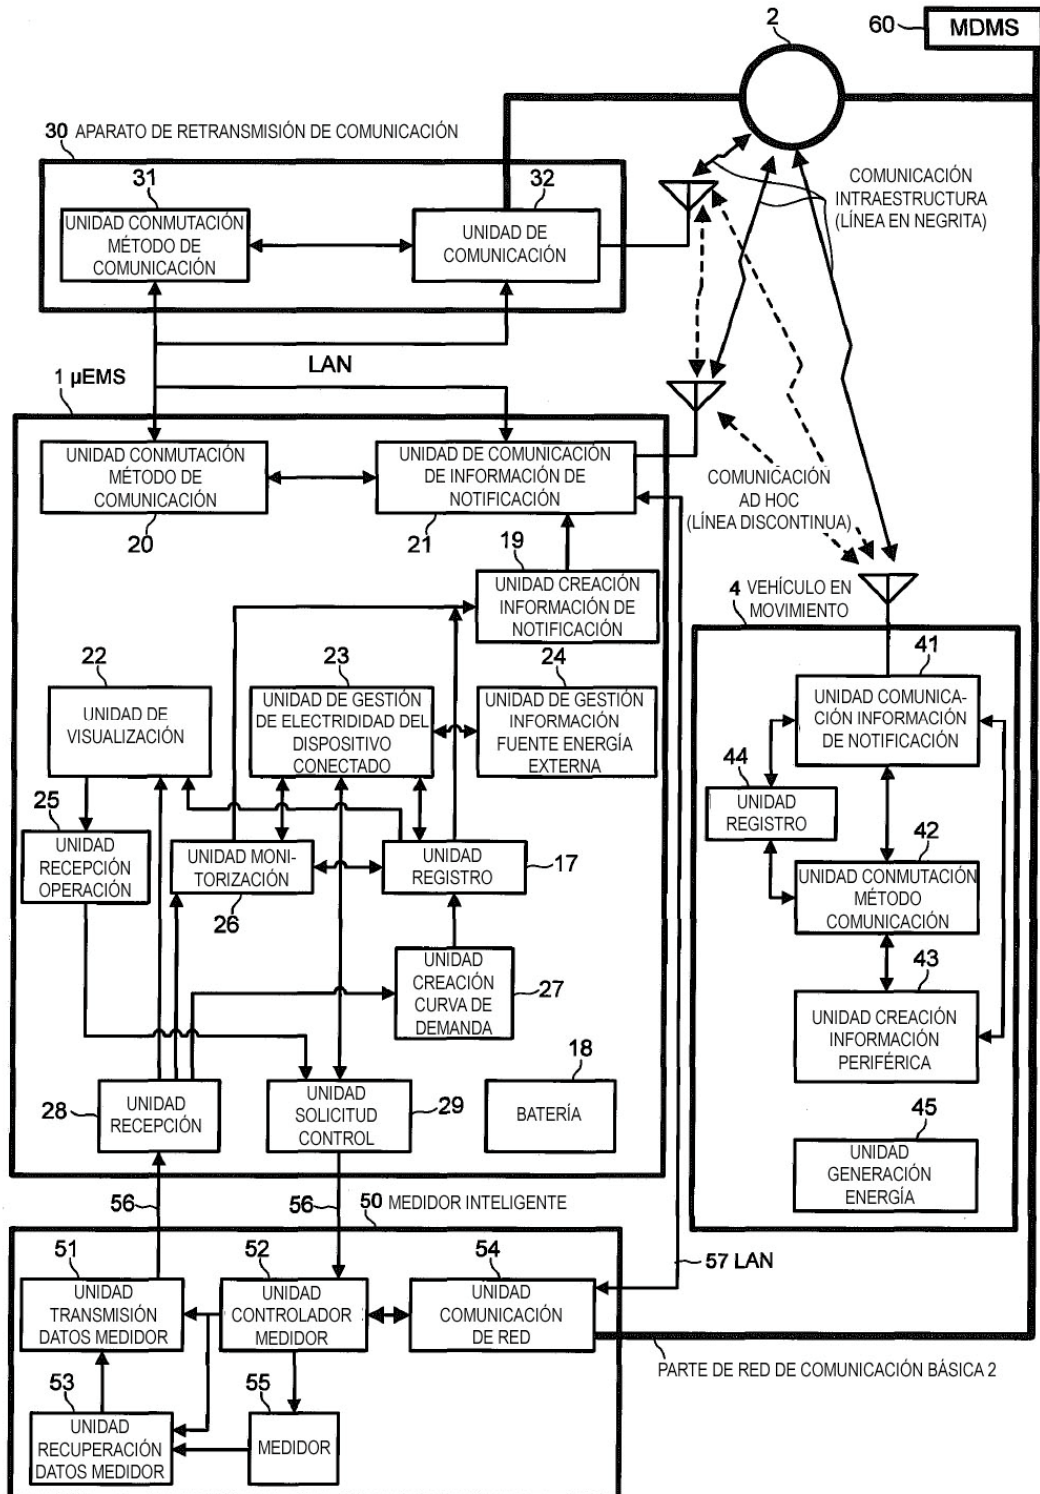 2
60
MDMS
30 APARATO DE RETRANSMISIÓN DE COMUNICACIÓN
31
32
UNIDAD CONMUTACIÓN
MÉTODO DE
COMUNICACIÓN
UNIDAD DE
COMUNICACIÓN
COMUNICACIÓN
INTRAESTRUCTURA
(LÍNEA EN NEGRITA)
LAN
1 µEMS
UNIDAD CONMUTACIÓN
MÉTODO DE
COMUNICACIÓN
20
UNIDAD DE COMUNICACIÓN
DE INFORMACIÓN DE
NOTIFICACIÓN
21
COMUNICACIÓN
AD HOC
(LÍNEA DISCONTINUA)
19
UNIDAD CREACIÓN
INFORMACIÓN DE
NOTIFICACIÓN
4 VEHÍCULO EN
MOVIMIENTO
22
UNIDAD DE
VISUALIZACIÓN
23
UNIDAD DE GESTIÓN
DE ELECTRIDIDAD DEL
DISPOSITIVO
CONECTADO
24
UNIDAD DE GESTIÓN
INFORMACIÓN
FUENTE ENERGÍA
EXTERNA
41
UNIDAD COMUNICA-
CIÓN INFORMACIÓN
DE NOTIFICACIÓN
44
UNIDAD
REGISTRO
25
UNIDAD
RECEPCIÓN
OPERACIÓN
UNIDAD MONI-
TORIZACIÓN
26
UNIDAD
REGISTRO
17
42
UNIDAD CONMUTACIÓN
MÉTODO
COMUNICACIÓN
UNIDAD
CREACIÓN
CURVA DE
DEMANDA
27
43
UNIDAD CREACIÓN
INFORMACIÓN
PERIFÉRICA
28
UNIDAD
RECEPCIÓN
UNIDAD
SOLICITUD
CONTROL
29
18
BATERÍA
45
UNIDAD
GENERACIÓN
ENERGÍA
56
56
50 MEDIDOR INTELIGENTE
57 LAN
51
UNIDAD
TRANSMISIÓN
DATOS MEDIDOR
52
UNIDAD
CONTROLADOR
MEDIDOR
54
UNIDAD
COMUNICACIÓN
DE RED
PARTE DE RED DE COMUNICACIÓN BÁSICA 2
53
UNIDAD
RECUPERACIÓN
DATOS MEDIDOR
55
MEDIDOR